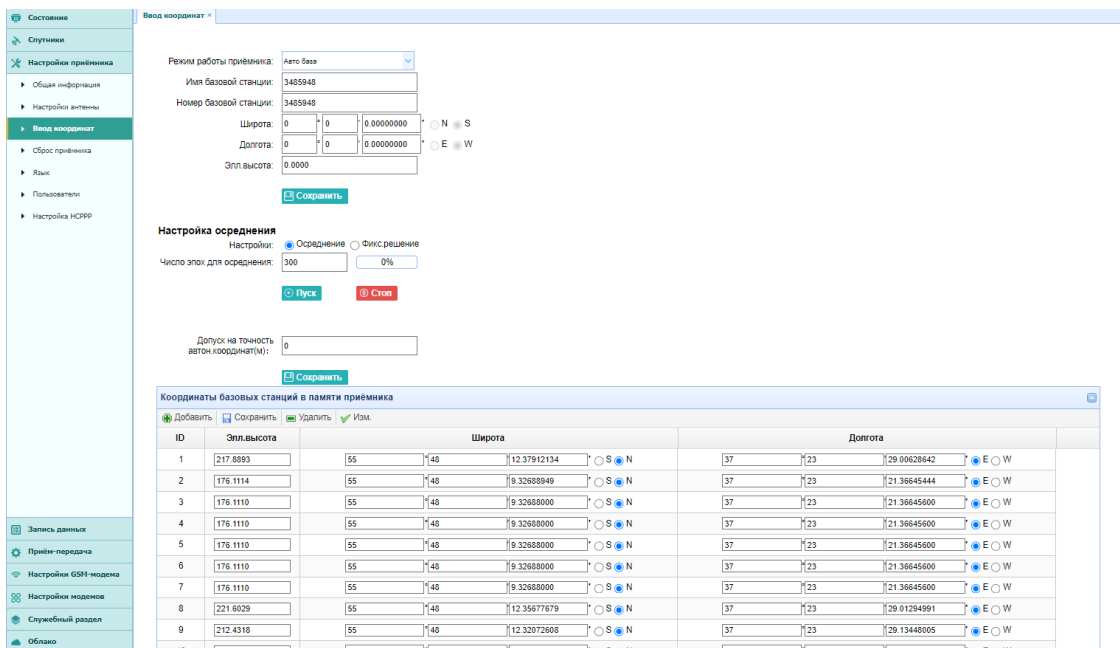 Состояние
Спутники
Настройки приёмника
Общая информация
Настройки антенны
Ввод координат
Сброс приёмника
Язык
Пользователи
Настройка HCPPP
Запись данных
Приём-передача
Настройки GSM-модема
Настройки модемов
Служебный раздел
Облако
Ввод координат ×
Режим работы приёмника: Авто база
Имя базовой станции: 3485948
Номер базовой станции: 3485948
Широта: 0 ° 0 ' 0.00000000 " N S
Долгота: 0 ° 0 ' 0.00000000 " E W
Элл.высота: 0.0000
Сохранить
Настройка осреднения
Настройки: Осреднение Фикс.решение
Число эпох для осреднения: 300 0%
Пуск Стоп
Допуск на точность
автон.координат(м): 0
Сохранить
Координаты базовых станций в памяти приёмника
Добавить Сохранить Удалить Изм.
ID Элл.высота Широта Долгота
1 217.8893 55 ° 48 ' 12.37912134 " S N 37 ° 23 ' 29.00628642 " E W
2 176.1114 55 ° 48 ' 9.32688949 " S N 37 ° 23 ' 21.36645444 " E W
3 176.1110 55 ° 48 ' 9.32688000 " S N 37 ° 23 ' 21.36645600 " E W
4 176.1110 55 ° 48 ' 9.32688000 " S N 37 ° 23 ' 21.36645600 " E W
5 176.1110 55 ° 48 ' 9.32688000 " S N 37 ° 23 ' 21.36645600 " E W
6 176.1110 55 ° 48 ' 9.32688000 " S N 37 ° 23 ' 21.36645600 " E W
7 176.1110 55 ° 48 ' 9.32688000 " S N 37 ° 23 ' 21.36645600 " E W
8 221.6029 55 ° 48 ' 12.35677679 " S N 37 ° 23 ' 29.01294991 " E W
9 212.4318 55 ° 48 ' 12.32072608 " S N 37 ° 23 ' 29.13448005 " E W